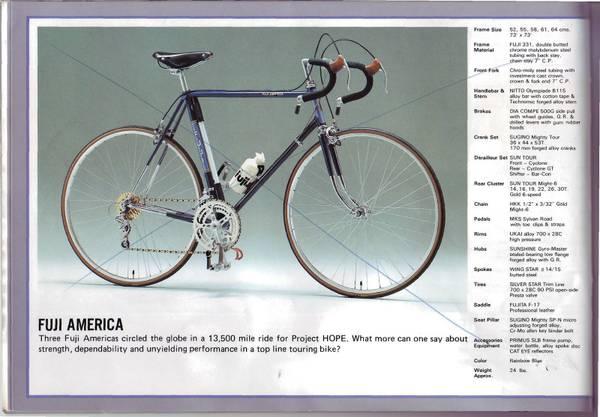 FUJI AMERICA
Three Fuji Americas circled the globe in a 13,500 mile ride for Project HOPE. What more can one say about
strength, dependability and unyielding performance in a top line touring bike?
Frame Size 52, 55, 58, 61, 64 cms.
73° x 73°
Frame FUJI 331, double butted
Material chrome molybdenum steel
tubing with back stay,
chain stay 7" C.P.
Front Fork Chro-moly steel tubing with
investment cast crown,
crown & fork end 7" C.P.
Handlebar & NITTO Olympiade B115
Stem alloy bar with cotton tape &
Technomic forged alloy stem
Brakes DIA COMPE 500G side pull
with wheel guides, Q.R. &
drilled levers with gum rubber
hoods
Crank Set SUGINO Mighty Tour
36 x 44 x 53T
170 mm forged alloy cranks
Derailleur Set SUN TOUR
Front - Cyclone
Rear - Cyclone GT
Shifter - Bar-Con
Rear Cluster SUN TOUR Mighte-6
14, 16, 19, 22, 26, 30T
Gold 6-speed
Chain HKK 1/2" x 3/32" Gold
Might-6
Pedals MKS Sylvan Road
with toe clips & straps
Rims UKAI alloy 700 x 28C
high pressure
Hubs SUNSHINE Gyro-Master
sealed bearing low flange
forged alloy with Q.R.
Spokes WING STAR # 14/15
butted steel
Tires SILVER STAR Trim Line
700 x 28C 90 PSI open-side
Presta valve
Saddle FUJITA F-17
Professional leather
Seat Pillar SUGINO Mighty SP-N micro
adjusting forged alloy,
Cr-Mo allen key binder bolt
Accessories PRIMUS SLB frame pump,
Equipment water bottle, alloy spoke disc
CAT EYE reflectors
Color Rainbow Blue
Weight 24 lbs.
Approx.
FUJI AMERICA
Fuji